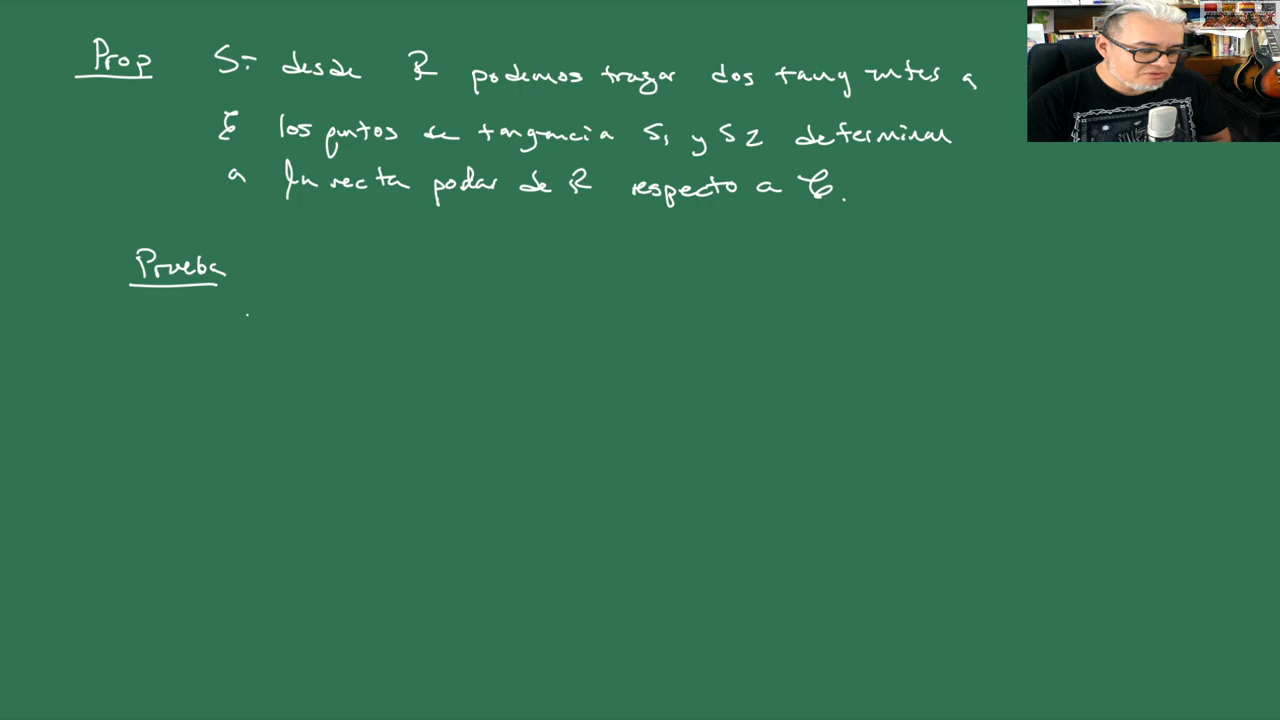 Prop Si desde R podemos trazar dos tangentes a
C los puntos de tangencia S1 y S2 determinan
a la recta polar de R respecto a C.
Prueba